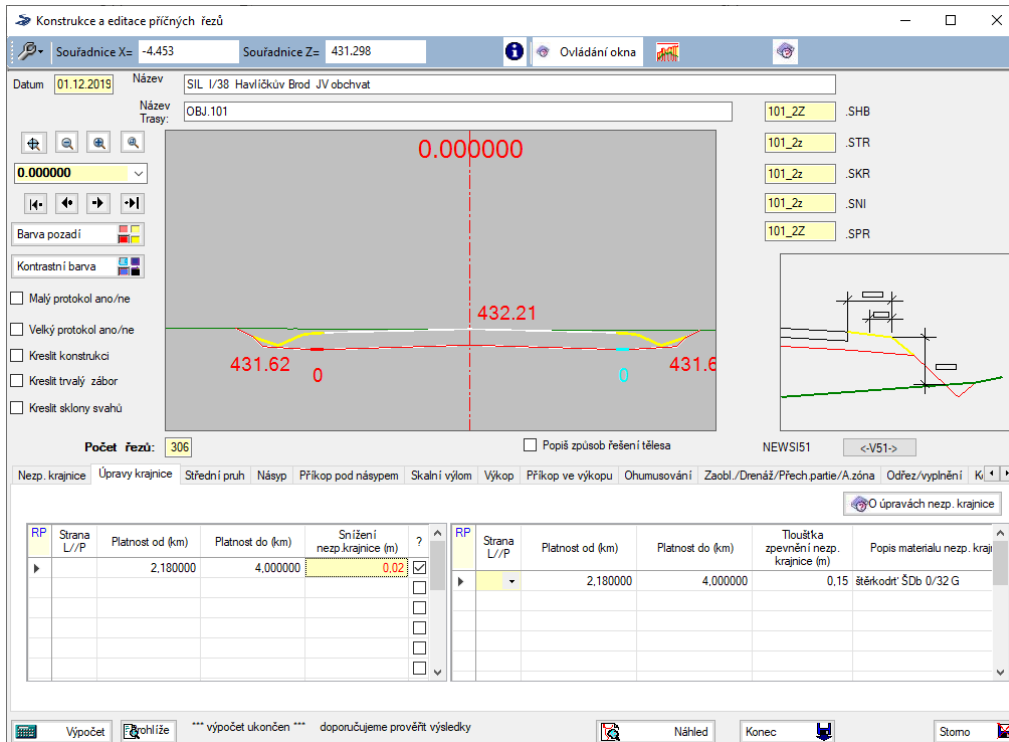 Konstrukce a editace příčných řezů
Souřadnice X= -4.453 Souřadnice Z= 431.298 Ovládání okna
Datum 01.12.2019 Název SIL I/38 Havlíčkův Brod JV obchvat
Název Trasy: OBJ.101
101_2Z .SHB
101_2z .STR
101_2z .SKR
101_2z .SNI
101_2Z .SPR
0.000000
0.000000
Barva pozadí
Kontrastní barva
Malý protokol ano/ne
Velký protokol ano/ne
Kreslit konstrukci
Kreslit trvalý zábor
Kreslit sklony svahů
432.21
431.62 0 0 431.6
Počet řezů: 306 Popiš způsob řešení tělesa NEWSI51 <-V51->
Nezp. krajnice Úpravy krajnice Střední pruh Násyp Příkop pod násypem Skalní výlom Výkop Příkop ve výkopu Ohumusování Zaobl./Drenáž/Přech.partie/A.zóna Odřez/vyplnění
O úpravách nezp. krajnice
RP Strana L//P Platnost od (km) Platnost do (km) Snížení nezp.krajnice (m) ?
2,180000 4,000000 0,02
RP Strana L//P Platnost od (km) Platnost do (km) Tloušťka zpevnění nezp. krajnice (m) Popis materialu nezp. kraj
2,180000 4,000000 0,15 štěrkodrť ŠDb 0/32 G
Výpočet Prohlíže *** výpočet ukončen *** doporučujeme prověřit výsledky Náhled Konec Storno